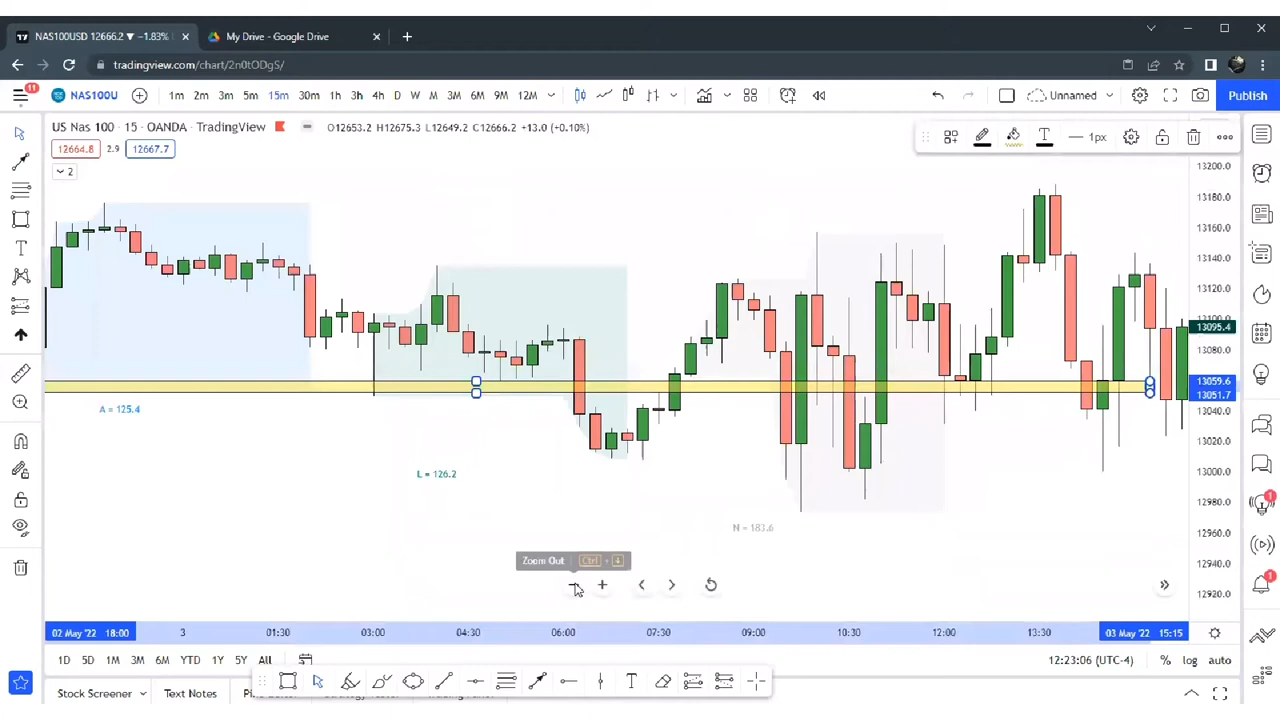 NAS100USD 12666.2 ▼ −1.83%
My Drive - Google Drive
tradingview.com/chart/2n0tODgS/
11
NAS100U
1m 2m 3m 5m 15m 30m 1h 3h 4h D W M 3M 6M 9M 12M
Unnamed
Publish
US Nas 100 · 15 · OANDA · TradingView
O12653.2 H12675.3 L12649.2 C12666.2 +13.0 (+0.10%)
12664.8 2.9 12667.7
2
1px
13200.0
13180.0
13160.0
13140.0
13120.0
13100.0
13095.4
13080.0
13059.6
13051.7
13040.0
13020.0
13000.0
12980.0
12960.0
12940.0
12920.0
A = 125.4
L = 126.2
N = 183.6
Zoom Out Ctrl + ↓
02 May '22 18:00 3 01:30 03:00 04:30 06:00 07:30 09:00 10:30 12:00 13:30 03 May '22 15:15
1D 5D 1M 3M 6M YTD 1Y 5Y All
12:23:06 (UTC-4) % log auto
Stock Screener Text Notes
1
1